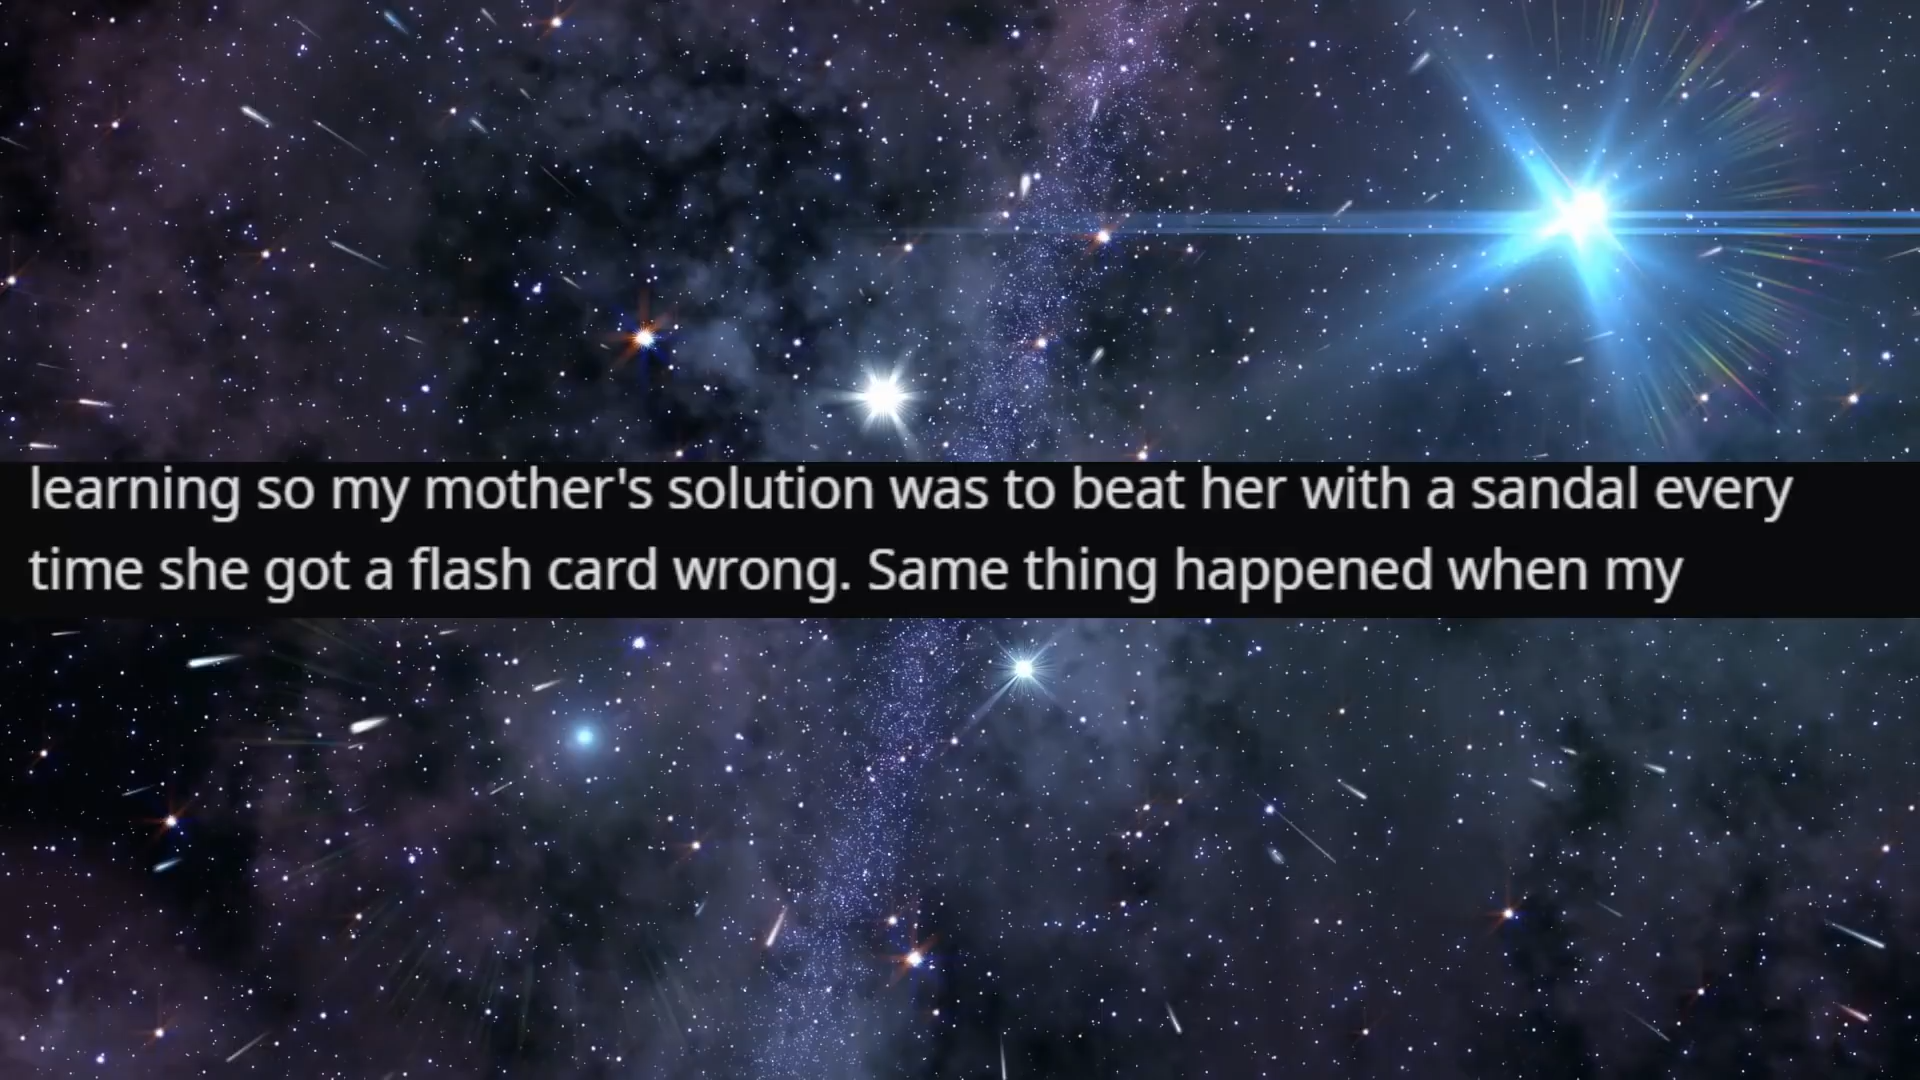 learning so my mother's solution was to beat her with a sandal every
time she got a flash card wrong. Same thing happened when my